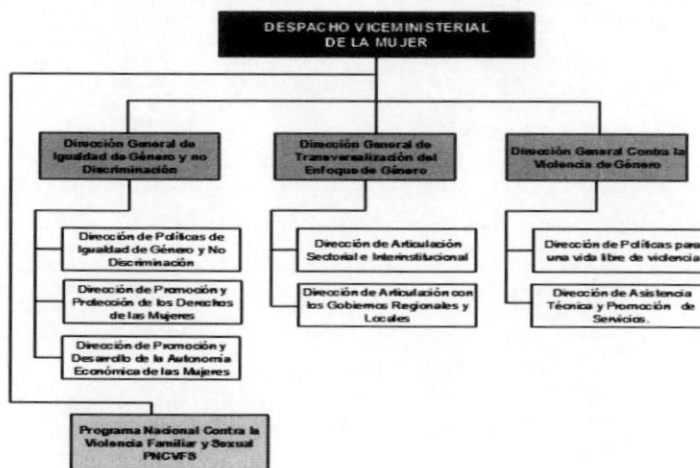 DESPACHO VICEMINISTERIAL
DE LA MUJER
Dirección General de
Igualdad de Género y no
Discriminación
Dirección General de
Transversalización del
Enfoque de Género
Dirección General Contra la
Violencia de Género
Dirección de Políticas de
Igualdad de Género y No
Discriminación
Dirección de Promoción y
Protección de los Derechos
de las Mujeres
Dirección de Promoción y
Desarrollo de la Autonomía
Económica de las Mujeres
Dirección de Articulación
Sectorial e Interinstitucional
Dirección de Articulación con
los Gobiernos Regionales y
Locales
Dirección de Políticas para
una vida libre de violencia
Dirección de Asistencia
Técnica y Promoción de
Servicios.
Programa Nacional Contra la
Violencia Familiar y Sexual
PNCVFS